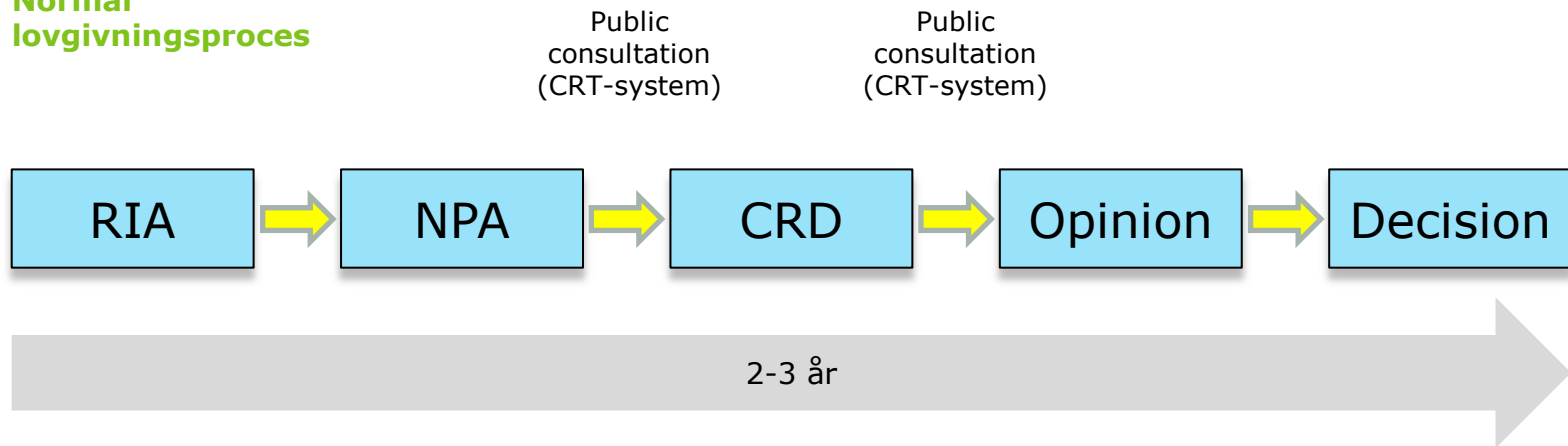 Normal
lovgivningsproces
Public
consultation
(CRT-system)
Public
consultation
(CRT-system)
RIA
NPA
CRD
Opinion
Decision
2-3 år